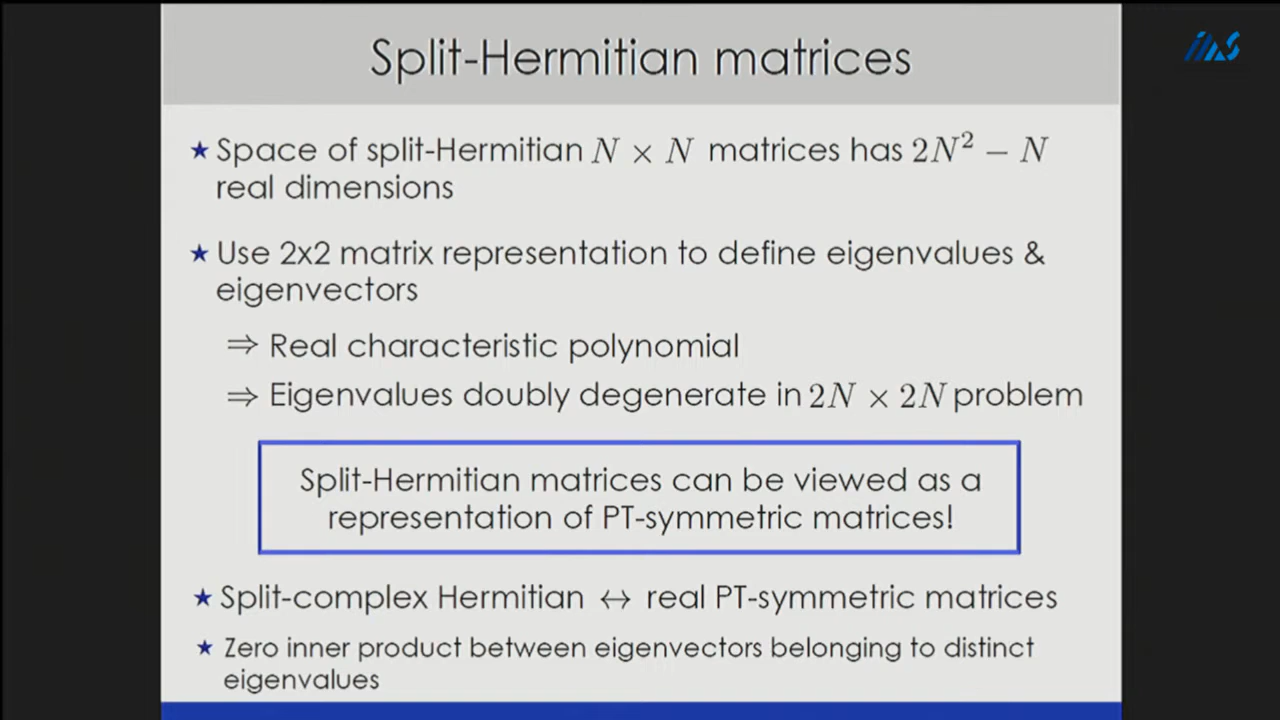 Split-Hermitian matrices
iMS
★ Space of split-Hermitian N × N matrices has 2N² − N
real dimensions
★ Use 2x2 matrix representation to define eigenvalues &
eigenvectors
⇒ Real characteristic polynomial
⇒ Eigenvalues doubly degenerate in 2N × 2N problem
Split-Hermitian matrices can be viewed as a
representation of PT-symmetric matrices!
★ Split-complex Hermitian ↔ real PT-symmetric matrices
★ Zero inner product between eigenvectors belonging to distinct
eigenvalues